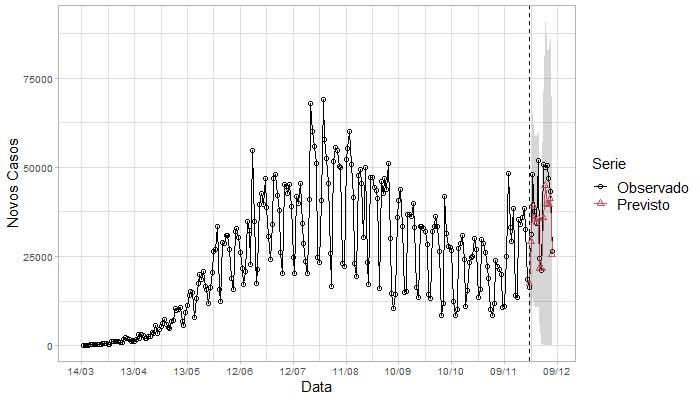 75000
50000
25000
0
Novos Casos
14/03 13/04 13/05 12/06 12/07 11/08 10/09 10/10 09/11 09/12
Data
Serie
Observado
Previsto